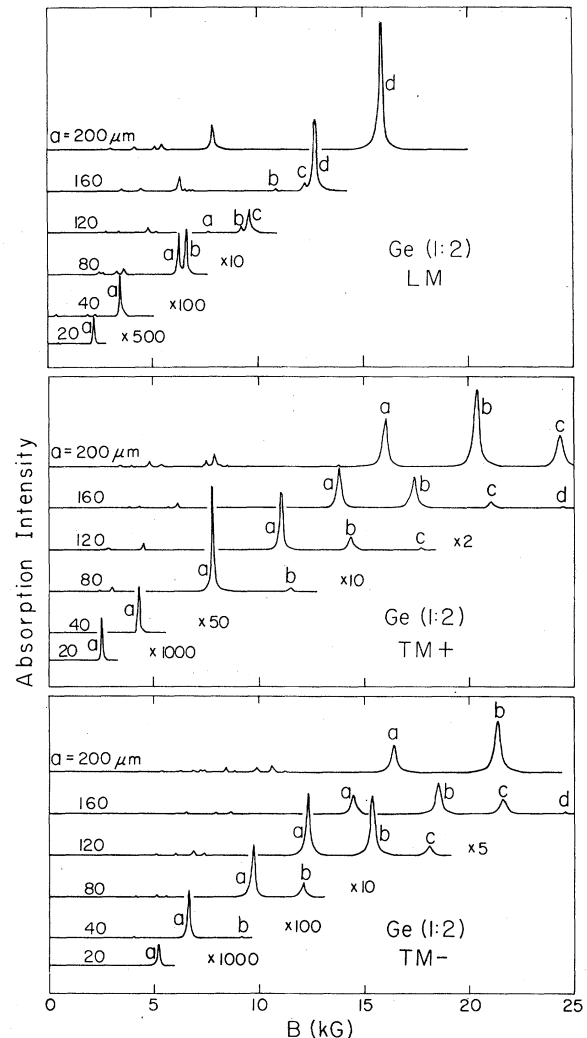 Absorption Intensity
a = 200 μm
d
160
b c d
120
a b c
80
a b
×10
40
a
×100
20
a
×500
Ge (1:2)
LM
a = 200 μm
a b c
160
a b c d
120
a b c
×2
80
a b
×10
40
a
×50
20
a
×1000
Ge (1:2)
TM+
a = 200 μm
a b
160
a b c d
120
a b c
×5
80
a b
×10
40
a b
×100
20
a
×1000
Ge (1:2)
TM−
0 5 10 15 20 25
B (kG)